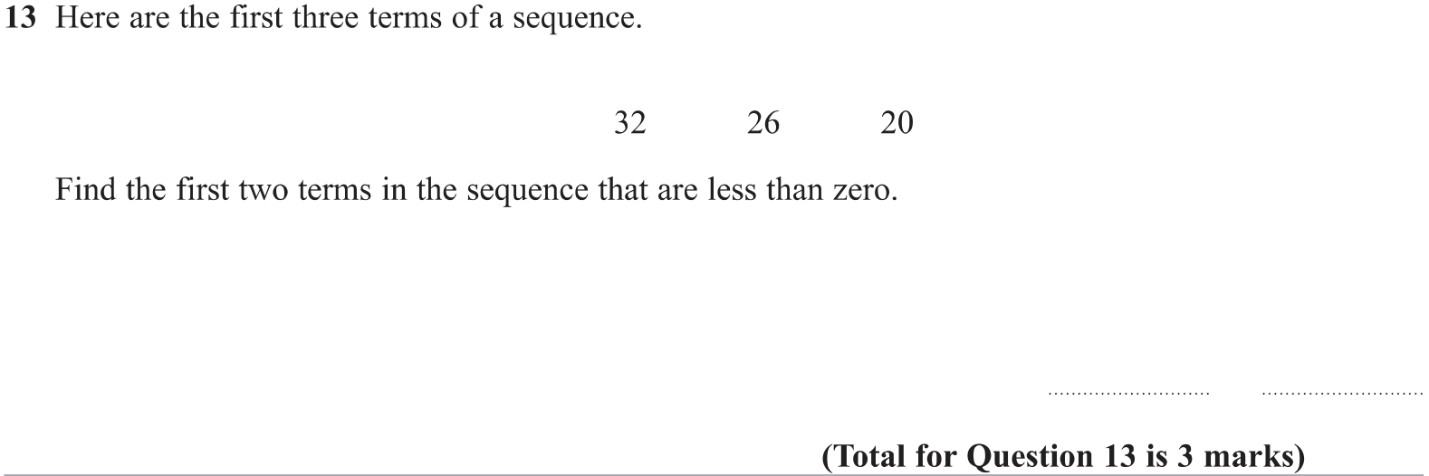 13 Here are the first three terms of a sequence.
32 26 20
Find the first two terms in the sequence that are less than zero.
(Total for Question 13 is 3 marks)